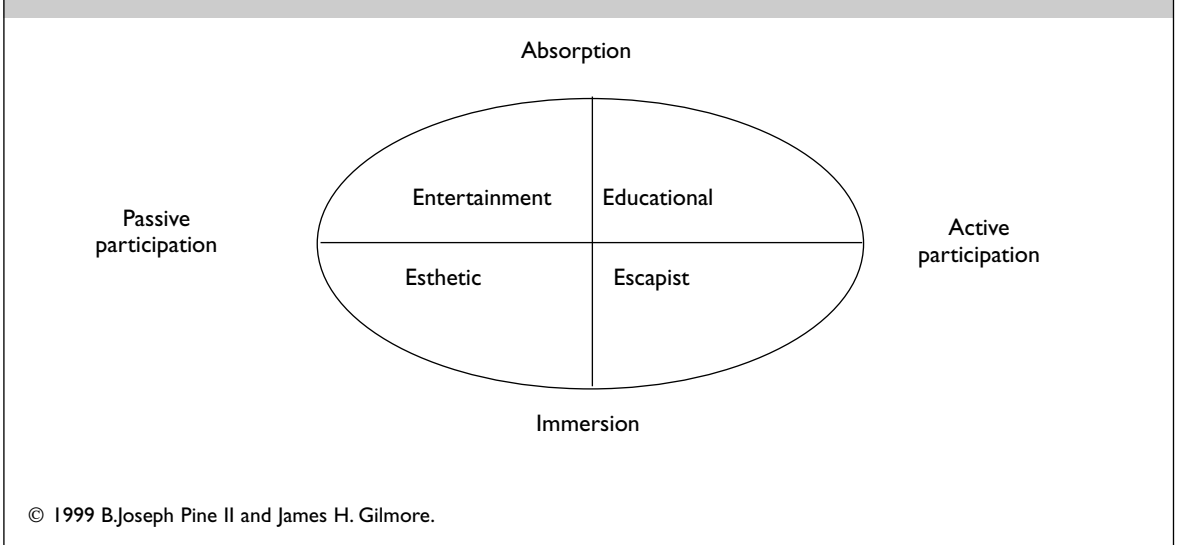 Absorption
Entertainment
Educational
Passive
participation
Active
participation
Esthetic
Escapist
Immersion
© 1999 B.Joseph Pine II and James H. Gilmore.